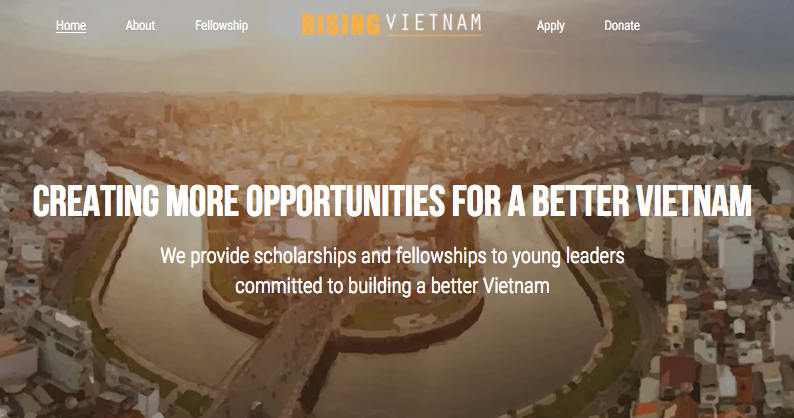 Home About Fellowship RISING VIETNAM Apply Donate
CREATING MORE OPPORTUNITIES FOR A BETTER VIETNAM
We provide scholarships and fellowships to young leaders
committed to building a better Vietnam